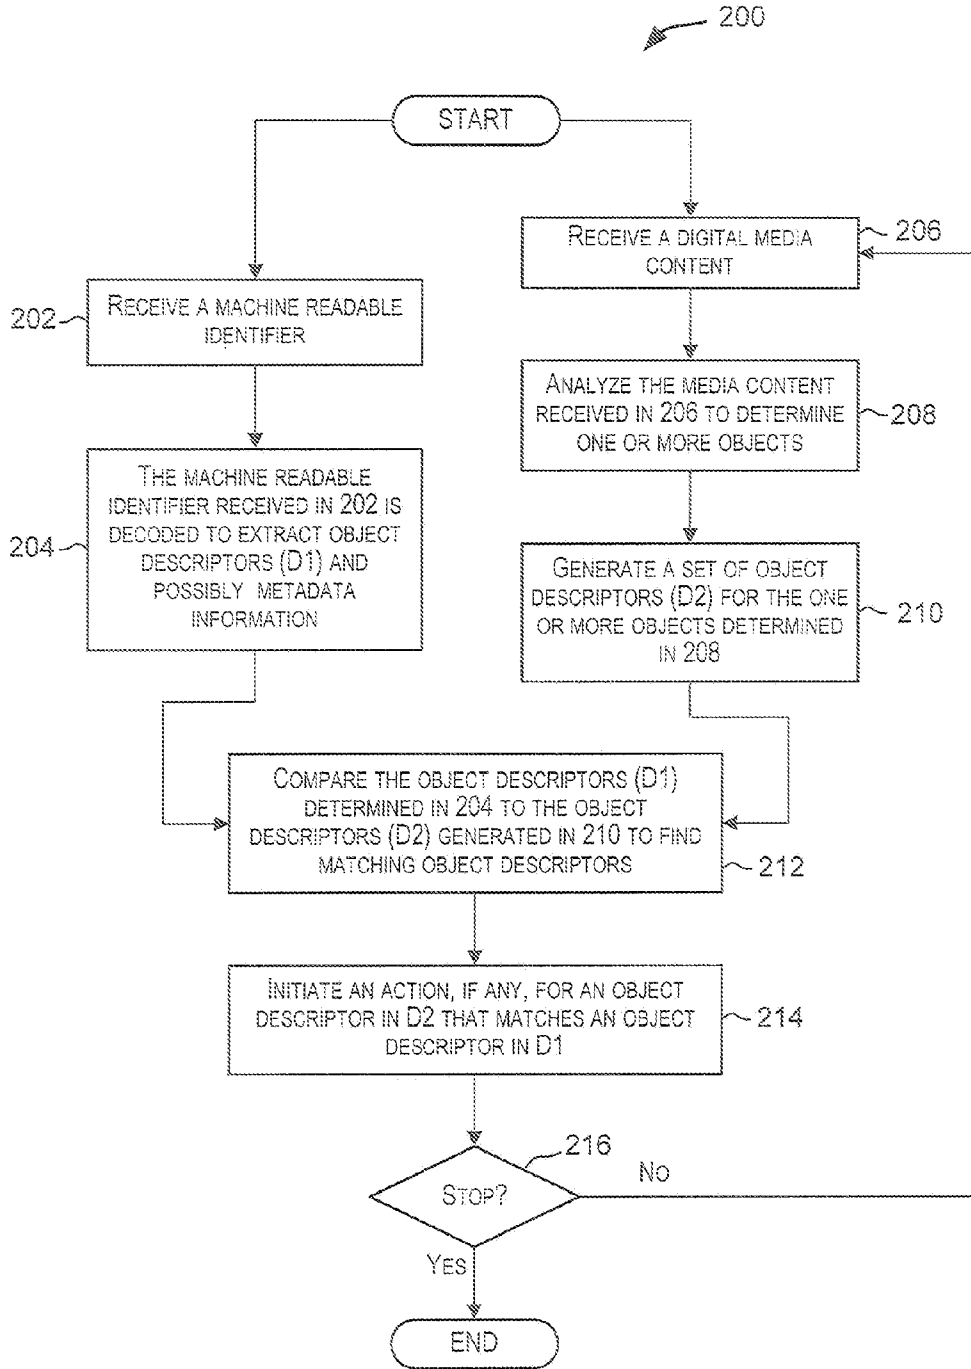 200
START
RECEIVE A DIGITAL MEDIA
CONTENT
206
RECEIVE A MACHINE READABLE
IDENTIFIER
202
ANALYZE THE MEDIA CONTENT
RECEIVED IN 206 TO DETERMINE
ONE OR MORE OBJECTS
208
THE MACHINE READABLE
IDENTIFIER RECEIVED IN 202 IS
DECODED TO EXTRACT OBJECT
DESCRIPTORS (D1) AND
POSSIBLY METADATA
INFORMATION
204
GENERATE A SET OF OBJECT
DESCRIPTORS (D2) FOR THE ONE
OR MORE OBJECTS DETERMINED
IN 208
210
COMPARE THE OBJECT DESCRIPTORS (D1)
DETERMINED IN 204 TO THE OBJECT
DESCRIPTORS (D2) GENERATED IN 210 TO FIND
MATCHING OBJECT DESCRIPTORS
212
INITIATE AN ACTION, IF ANY, FOR AN OBJECT
DESCRIPTOR IN D2 THAT MATCHES AN OBJECT
DESCRIPTOR IN D1
214
216
STOP?
NO
YES
END